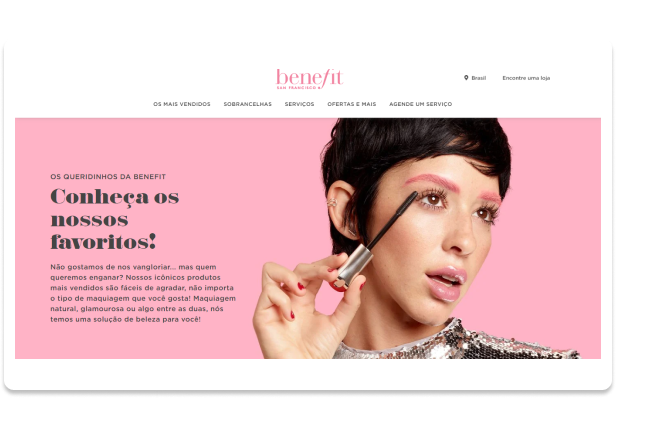 benefit
SAN FRANCISCO
Brasil
Encontre uma loja
OS MAIS VENDIDOS
SOBRANCELHAS
SERVIÇOS
OFERTAS E MAIS
AGENDE UM SERVIÇO
OS QUERIDINHOS DA BENEFIT
Conheça os
nossos
favoritos!
Não gostamos de nos vangloriar... mas quem
queremos enganar? Nossos icônicos produtos
mais vendidos são fáceis de agradar, não importa
o tipo de maquiagem que você gosta! Maquiagem
natural, glamourosa ou algo entre as duas, nós
temos uma solução de beleza para você!